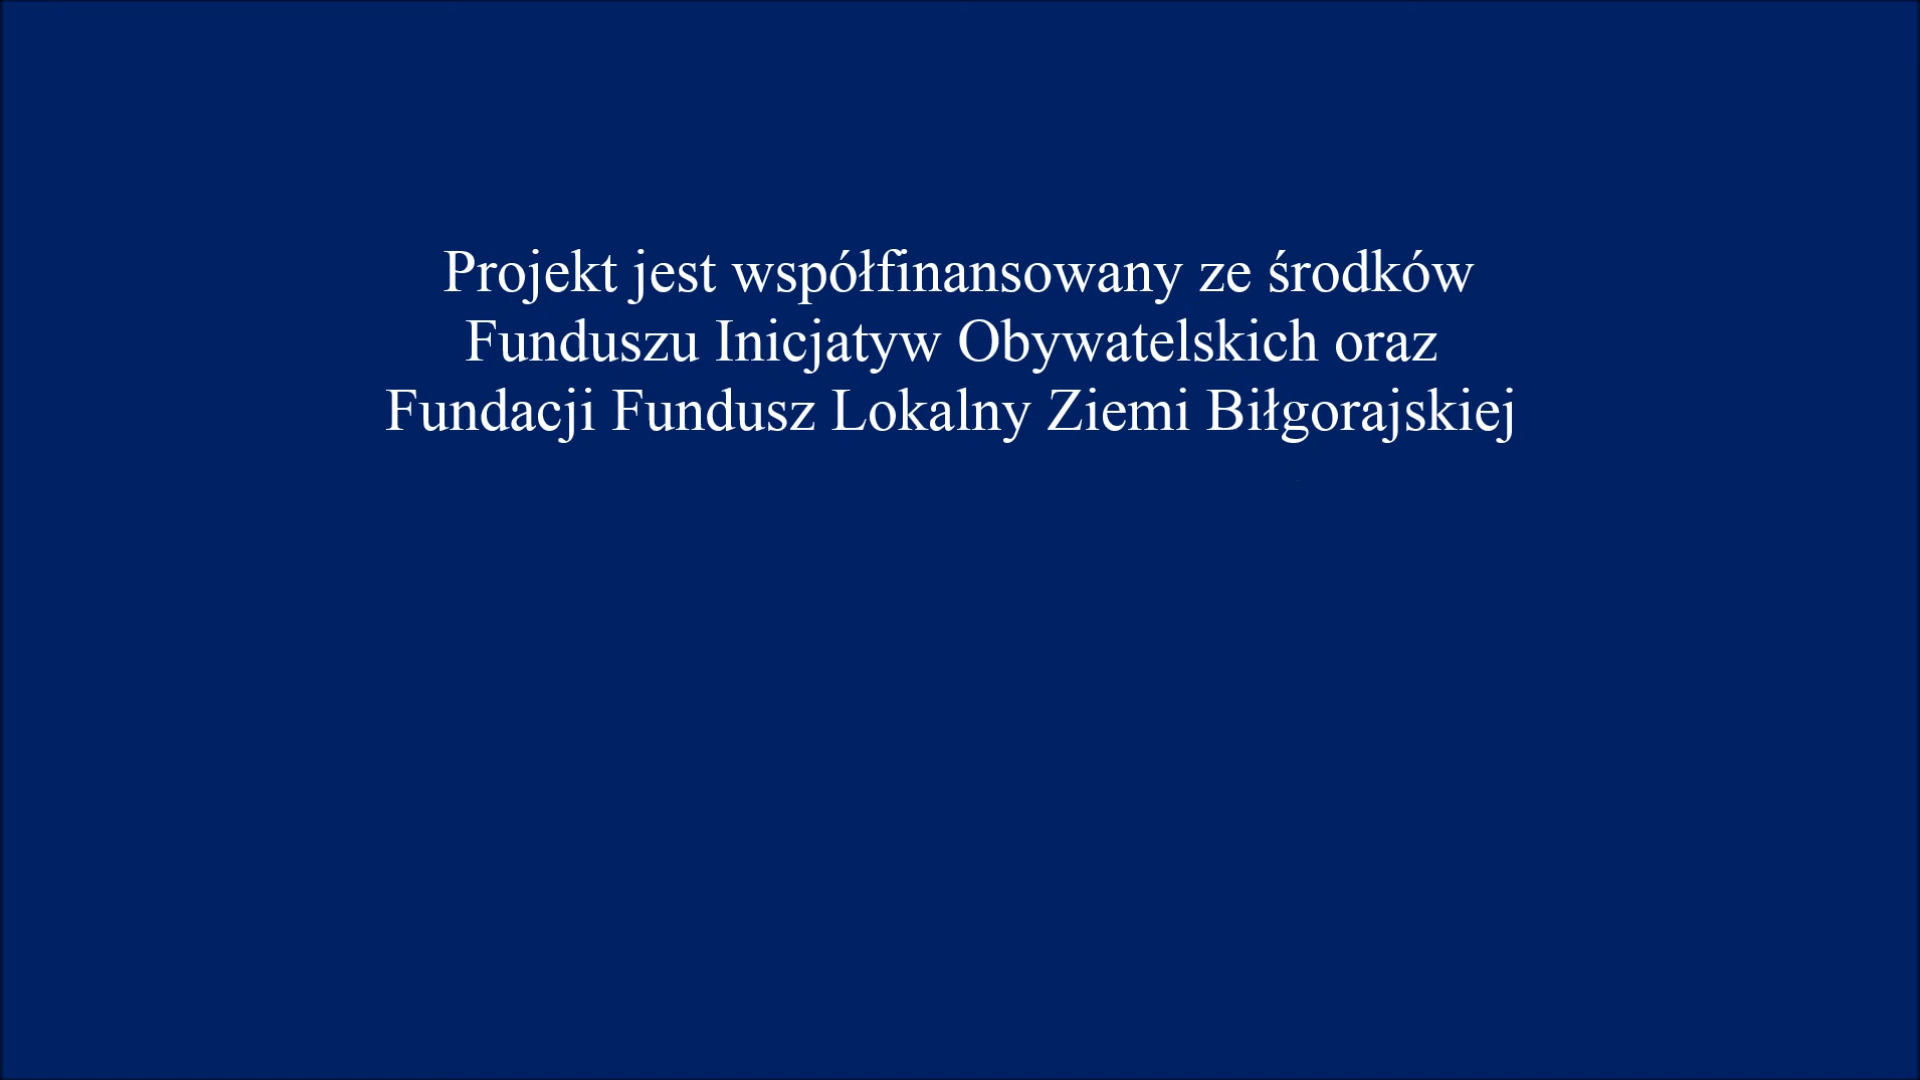 Projekt jest współfinansowany ze środków
Funduszu Inicjatyw Obywatelskich oraz
Fundacji Fundusz Lokalny Ziemi Biłgorajskiej